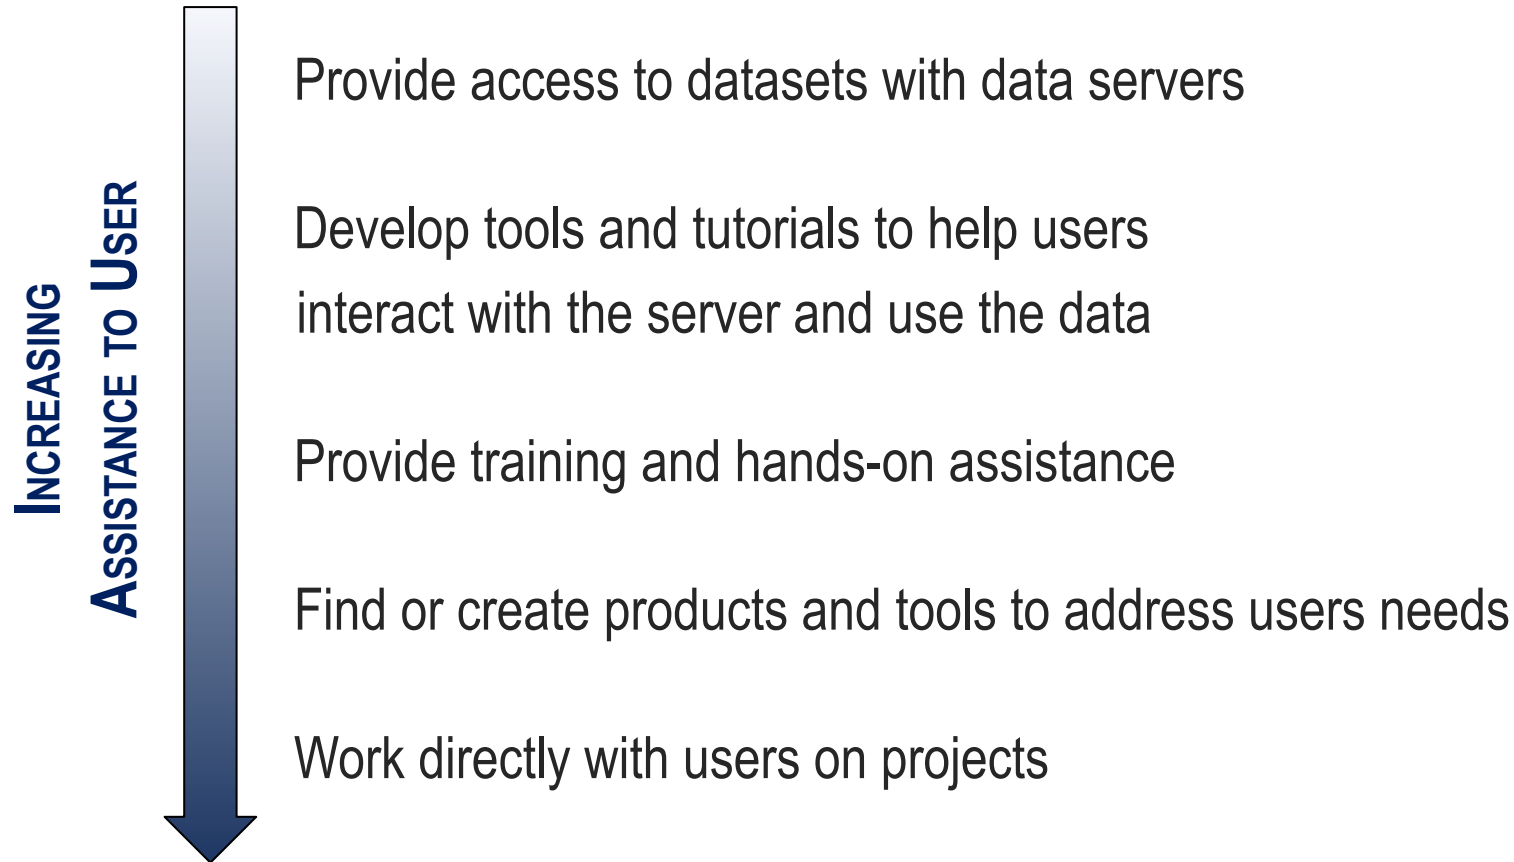 INCREASING
ASSISTANCE TO USER
Provide access to datasets with data servers
Develop tools and tutorials to help users
interact with the server and use the data
Provide training and hands-on assistance
Find or create products and tools to address users needs
Work directly with users on projects